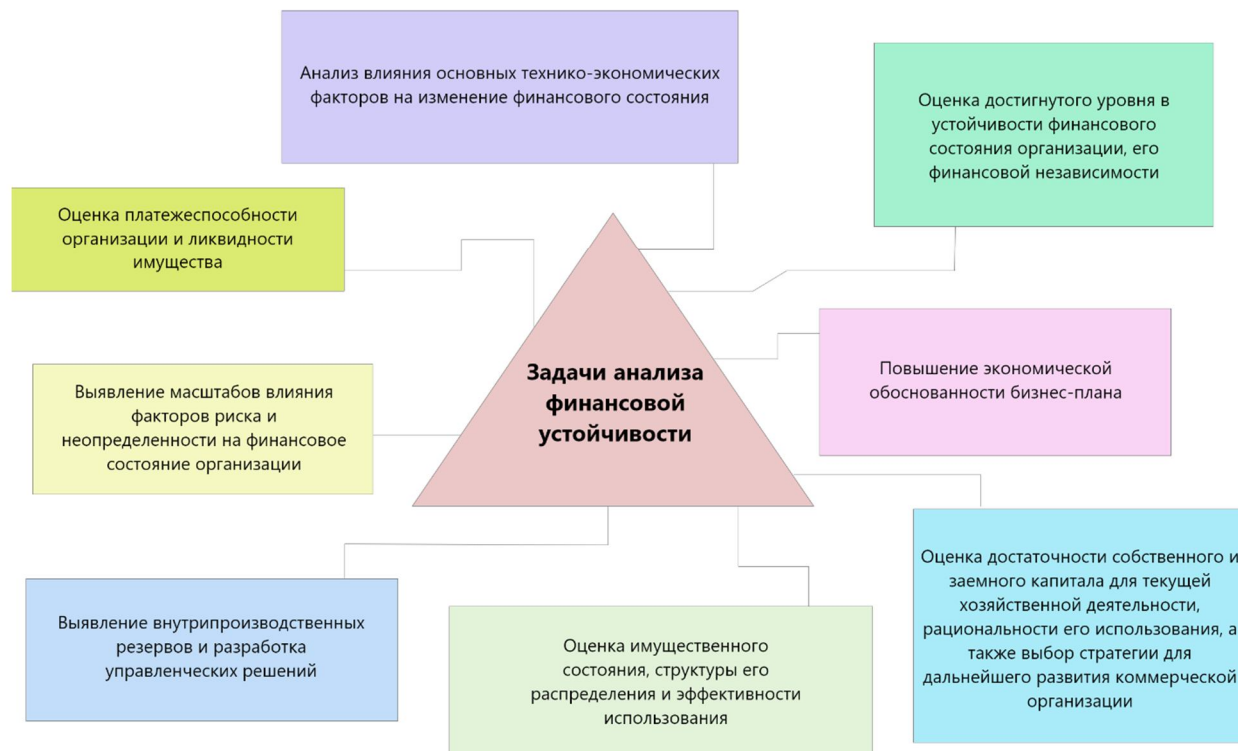 Анализ влияния основных технико-экономических
факторов на изменение финансового состояния
Оценка достигнутого уровня в
устойчивости финансового
состояния организации, его
финансовой независимости
Оценка платежеспособности
организации и ликвидности
имущества
Задачи анализа
финансовой
устойчивости
Повышение экономической
обоснованности бизнес-плана
Выявление масштабов влияния
факторов риска и
неопределенности на финансовое
состояние организации
Оценка достаточности собственного и
заемного капитала для текущей
хозяйственной деятельности,
рациональности его использования, а
также выбор стратегии для
дальнейшего развития коммерческой
организации
Выявление внутрипроизводственных
резервов и разработка
управленческих решений
Оценка имущественного
состояния, структуры его
распределения и эффективности
использования